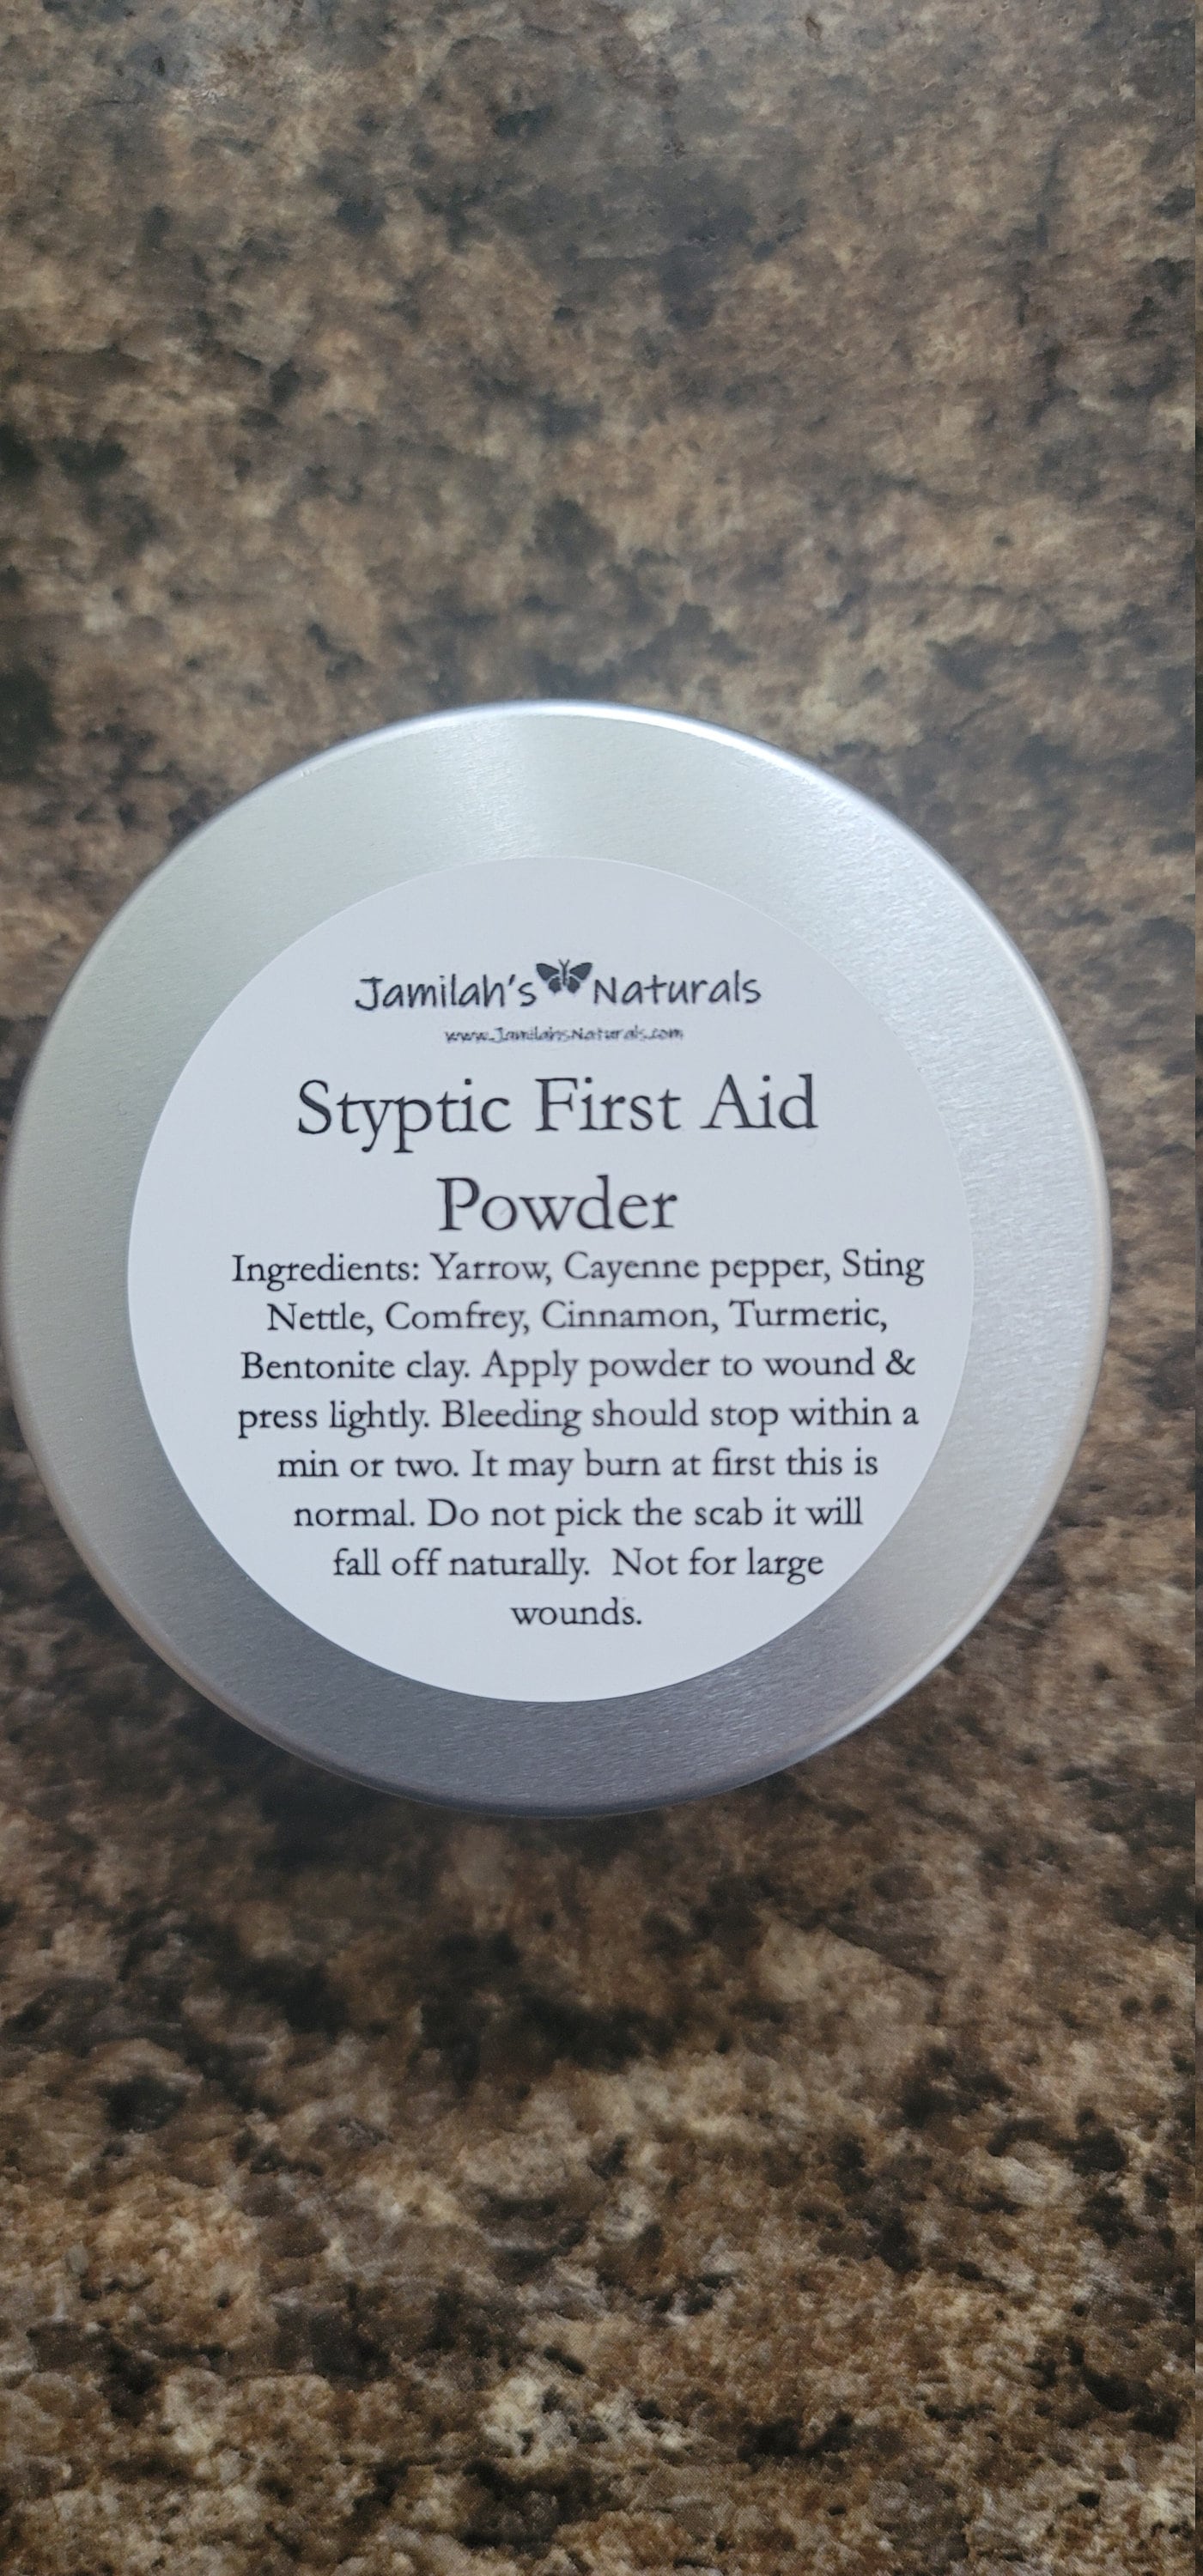 Jamilah's Naturals
www.JamilahsNaturals.com
Styptic First Aid
Powder
Ingredients: Yarrow, Cayenne pepper, Sting
Nettle, Comfrey, Cinnamon, Turmeric,
Bentonite clay. Apply powder to wound &
press lightly. Bleeding should stop within a
min or two. It may burn at first this is
normal. Do not pick the scab it will
fall off naturally.  Not for large
wounds.